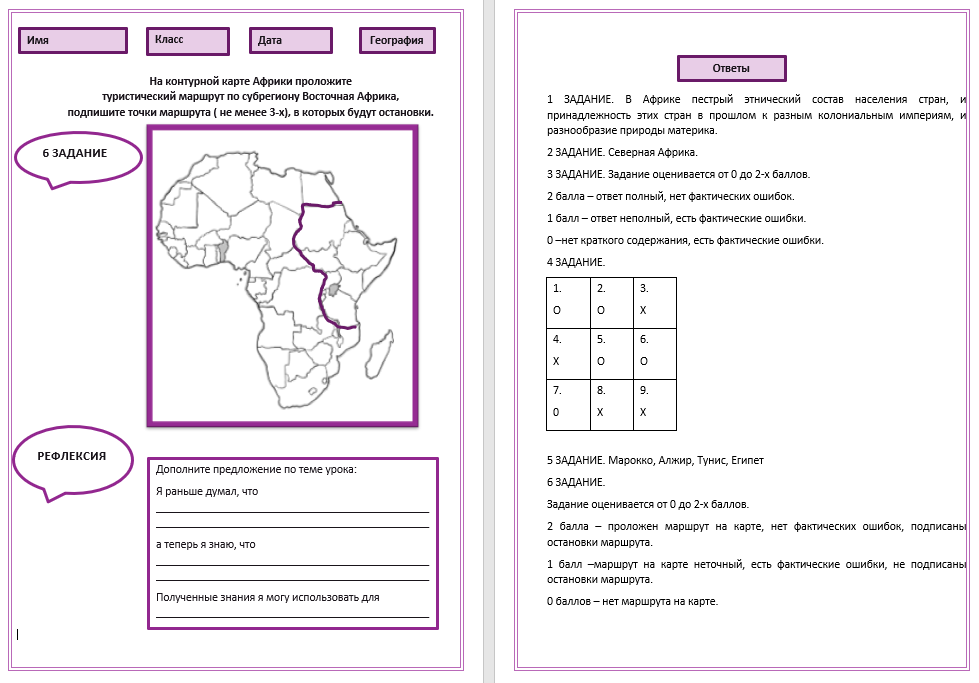 Имя
Класс
Дата
География
На контурной карте Африки проложите
туристический маршрут по субрегиону Восточная Африка,
подпишите точки маршрута ( не менее 3-х), в которых будут остановки.
6 ЗАДАНИЕ
РЕФЛЕКСИЯ
Дополните предложение по теме урока:
Я раньше думал, что
а теперь я знаю, что
Полученные знания я могу использовать для
Ответы
1 ЗАДАНИЕ. В Африке пестрый этнический состав населения стран, и
принадлежность этих стран в прошлом к разным колониальным империям, и
разнообразие природы материка.
2 ЗАДАНИЕ. Северная Африка.
3 ЗАДАНИЕ. Задание оценивается от 0 до 2-х баллов.
2 балла – ответ полный, нет фактических ошибок.
1 балл – ответ неполный, есть фактические ошибки.
0 –нет краткого содержания, есть фактические ошибки.
4 ЗАДАНИЕ.
1. 2. 3.
О О Х
4. 5. 6.
Х О О
7. 8. 9.
0 Х Х
5 ЗАДАНИЕ. Марокко, Алжир, Тунис, Египет
6 ЗАДАНИЕ.
Задание оценивается от 0 до 2-х баллов.
2 балла – проложен маршрут на карте, нет фактических ошибок, подписаны
остановки маршрута.
1 балл –маршрут на карте неточный, есть фактические ошибки, не подписаны
остановки маршрута.
0 баллов – нет маршрута на карте.